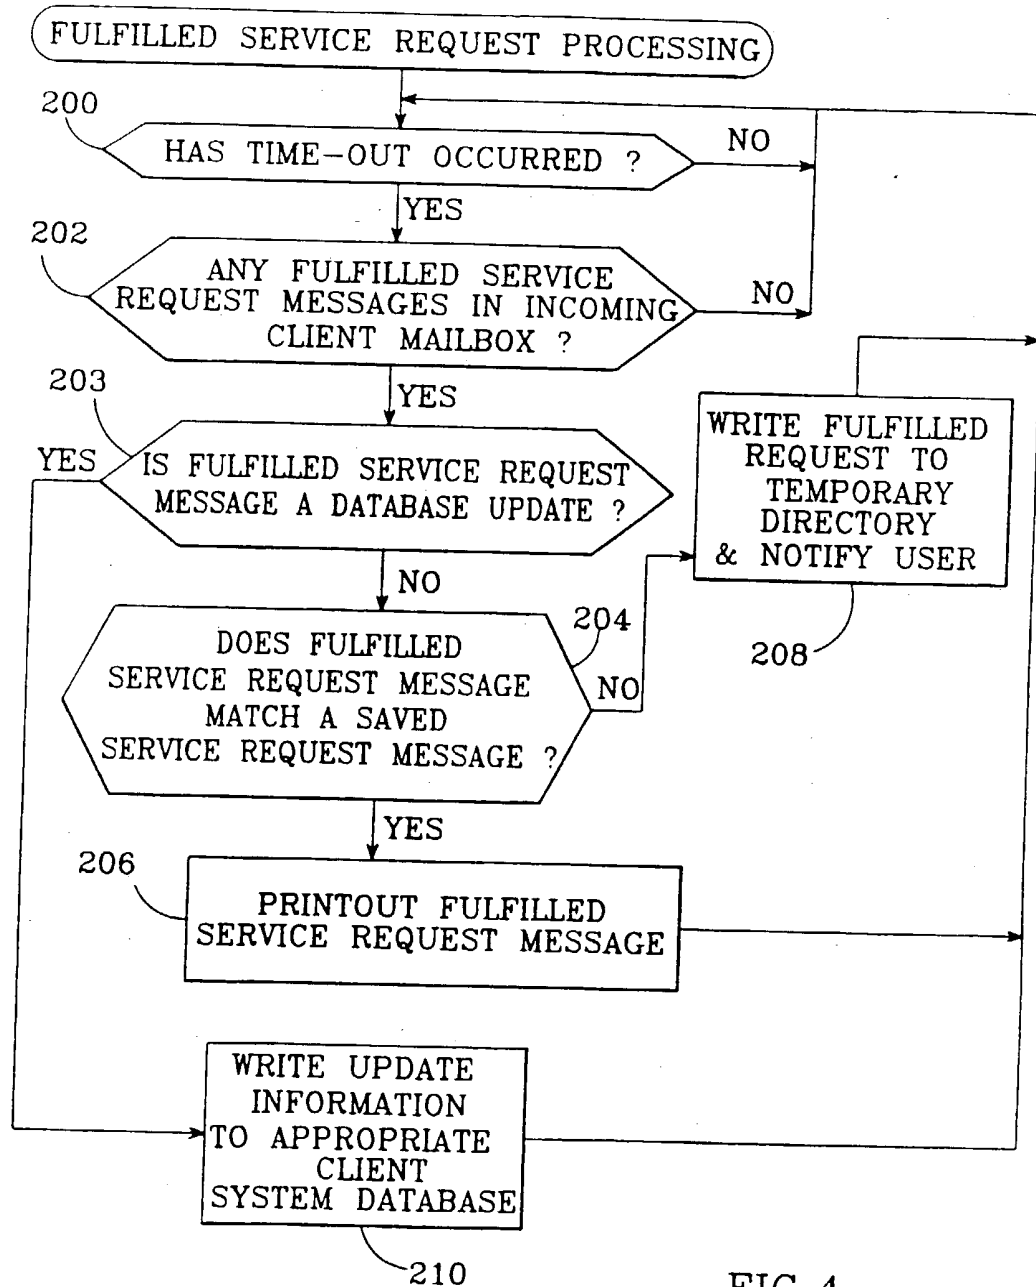 FULFILLED SERVICE REQUEST PROCESSING
200
HAS TIME-OUT OCCURRED ?
NO
YES
202
ANY FULFILLED SERVICE
REQUEST MESSAGES IN INCOMING
CLIENT MAILBOX ?
NO
YES
203
YES
IS FULFILLED SERVICE REQUEST
MESSAGE A DATABASE UPDATE ?
NO
WRITE FULFILLED
REQUEST TO
TEMPORARY
DIRECTORY
& NOTIFY USER
208
204
DOES FULFILLED
SERVICE REQUEST MESSAGE
MATCH A SAVED
SERVICE REQUEST MESSAGE ?
NO
YES
206
PRINTOUT FULFILLED
SERVICE REQUEST MESSAGE
WRITE UPDATE
INFORMATION
TO APPROPRIATE
CLIENT
SYSTEM DATABASE
210
FIG 4